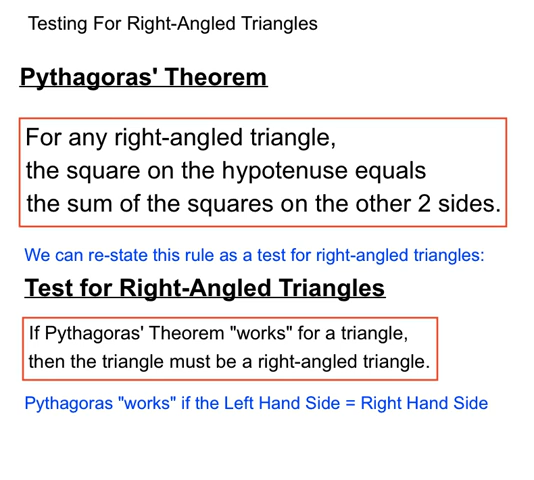 Testing For Right-Angled Triangles
Pythagoras' Theorem
For any right-angled triangle,
the square on the hypotenuse equals
the sum of the squares on the other 2 sides.
We can re-state this rule as a test for right-angled triangles:
Test for Right-Angled Triangles
If Pythagoras' Theorem "works" for a triangle,
then the triangle must be a right-angled triangle.
Pythagoras "works" if the Left Hand Side = Right Hand Side